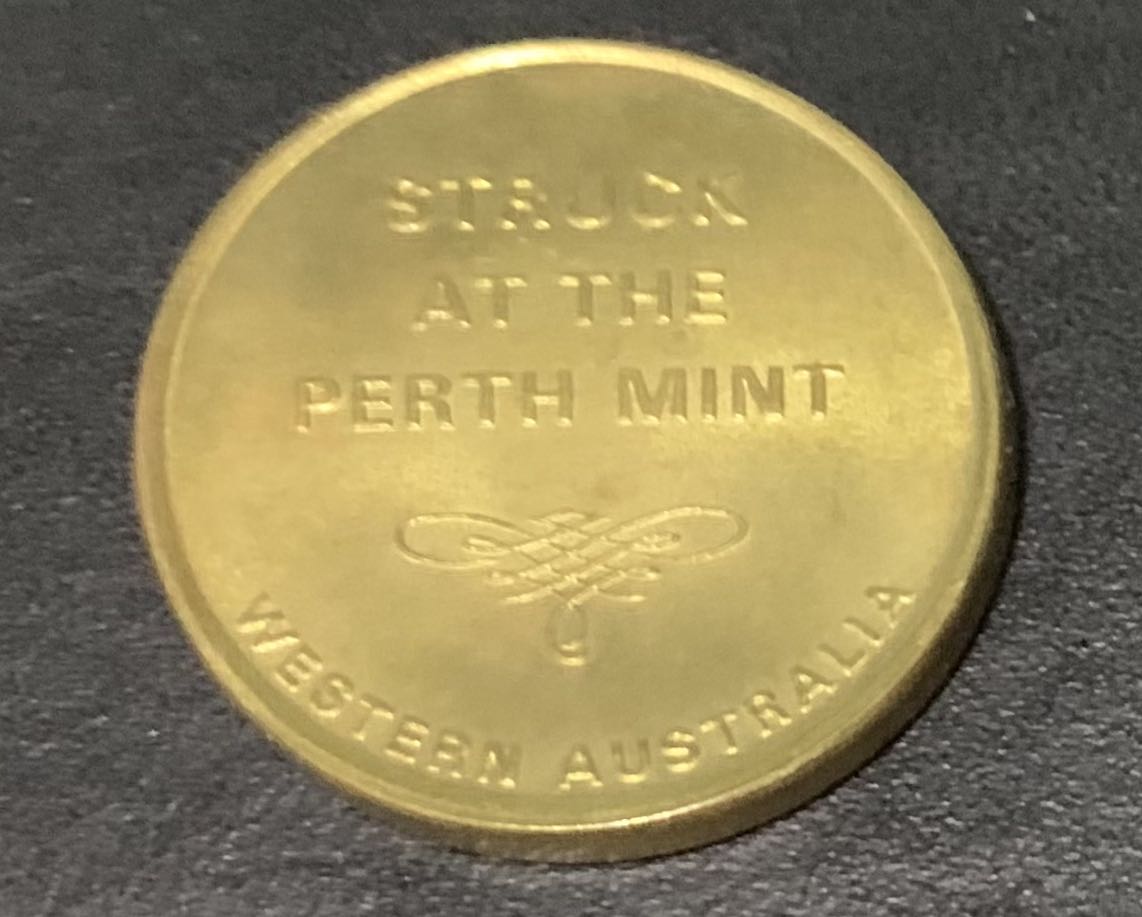 STRUCK
AT THE
PERTH MINT
WESTERN AUSTRALIA